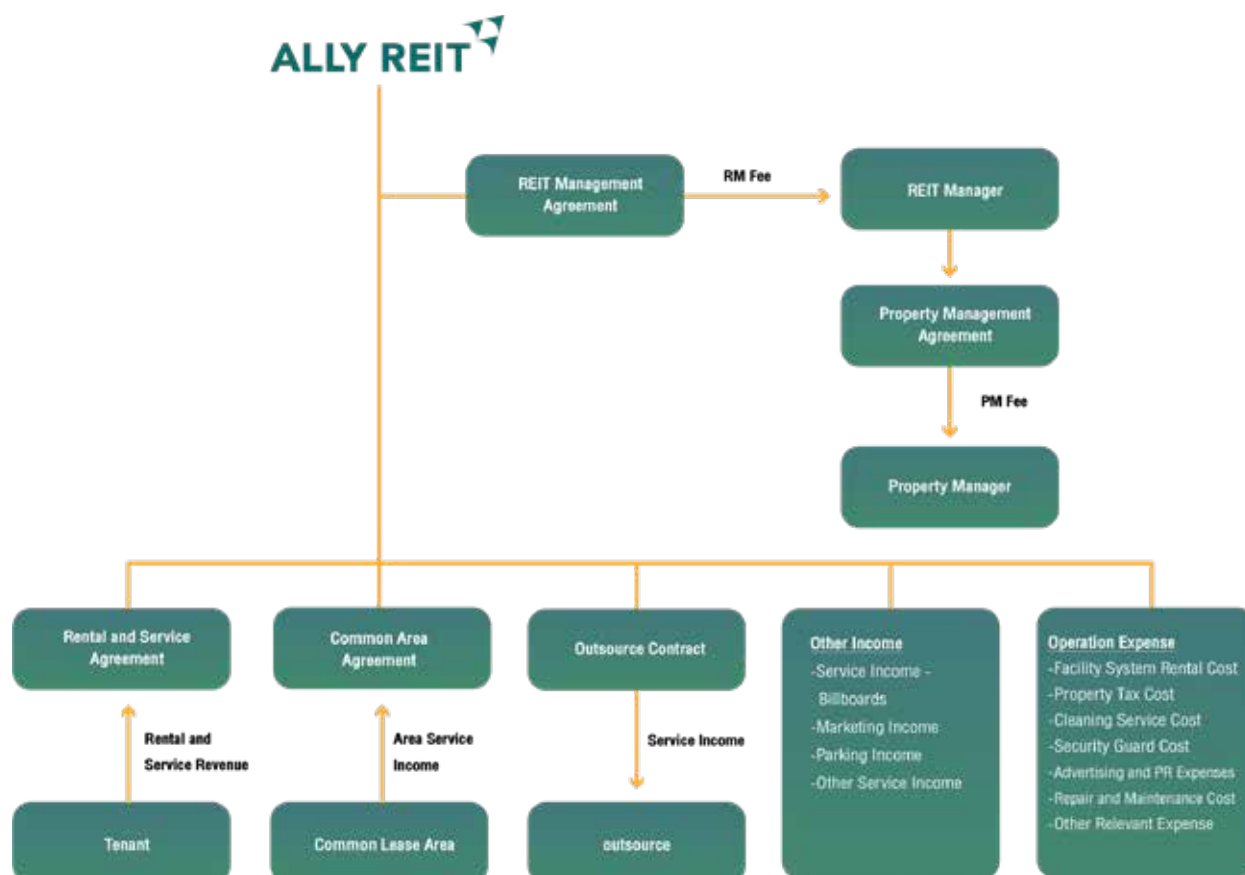 ALLY REIT
REIT Management
Agreement
RM Fee
REIT Manager
Property Management
Agreement
PM Fee
Property Manager
Rental and Service
Agreement
Common Area
Agreement
Outsource Contract
Other Income
-Service Income -
Billboards
-Marketing Income
-Parking Income
-Other Service Income
Operation Expense
-Facility System Rental Cost
-Property Tax Cost
-Cleaning Service Cost
-Security Guard Cost
-Advertising and PR Expenses
-Repair and Maintenance Cost
-Other Relevant Expense
Rental and
Service Revenue
Area Service
Income
Service Income
Tenant
Common Lease Area
outsource